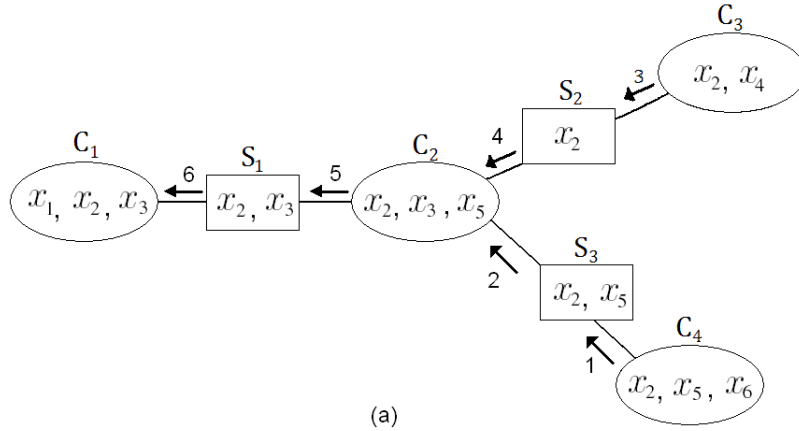 C₃
x₂, x₄
3
S₂
x₂
4
C₁
x₁, x₂, x₃
6
S₁
x₂, x₃
5
C₂
x₂, x₃, x₅
2
S₃
x₂, x₅
1
C₄
x₂, x₅, x₆
(a)